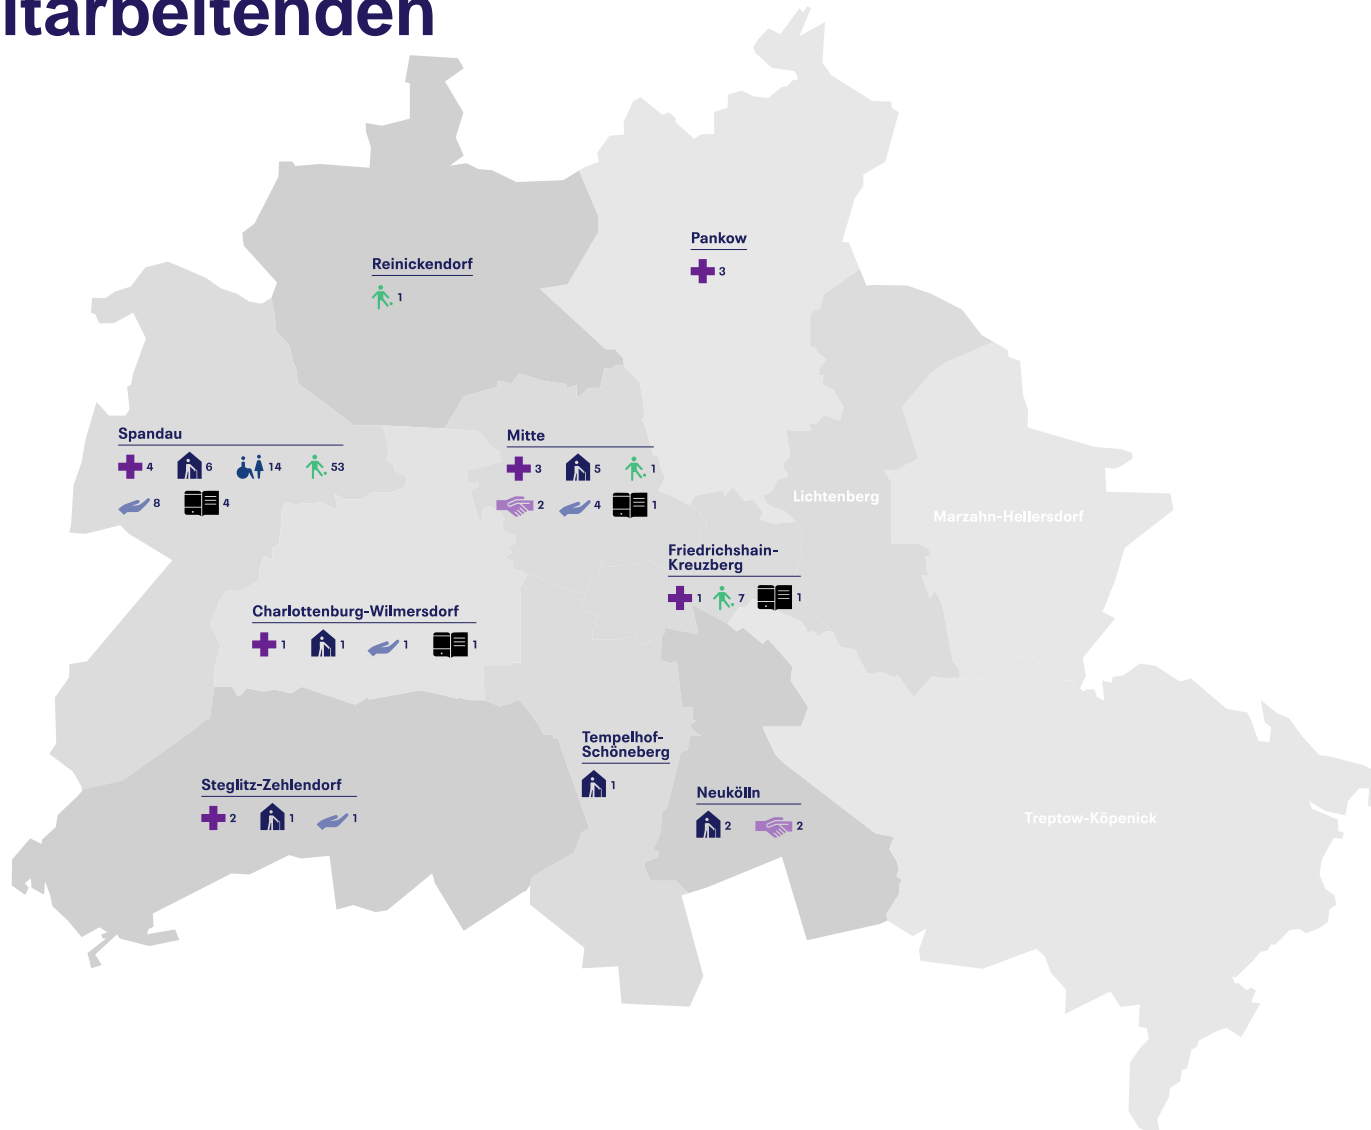 itarbeitenden
Pankow
3
Reinickendorf
1
Spandau
4 6 14 53
8 4
Mitte
3 5 1
2 4 1
Lichtenberg
Marzahn-Hellersdorf
Friedrichshain-
Kreuzberg
1 7 1
Charlottenburg-Wilmersdorf
1 1 1 1
Tempelhof-
Schöneberg
1
Steglitz-Zehlendorf
2 1 1
Neukölln
2 2
Treptow-Köpenick